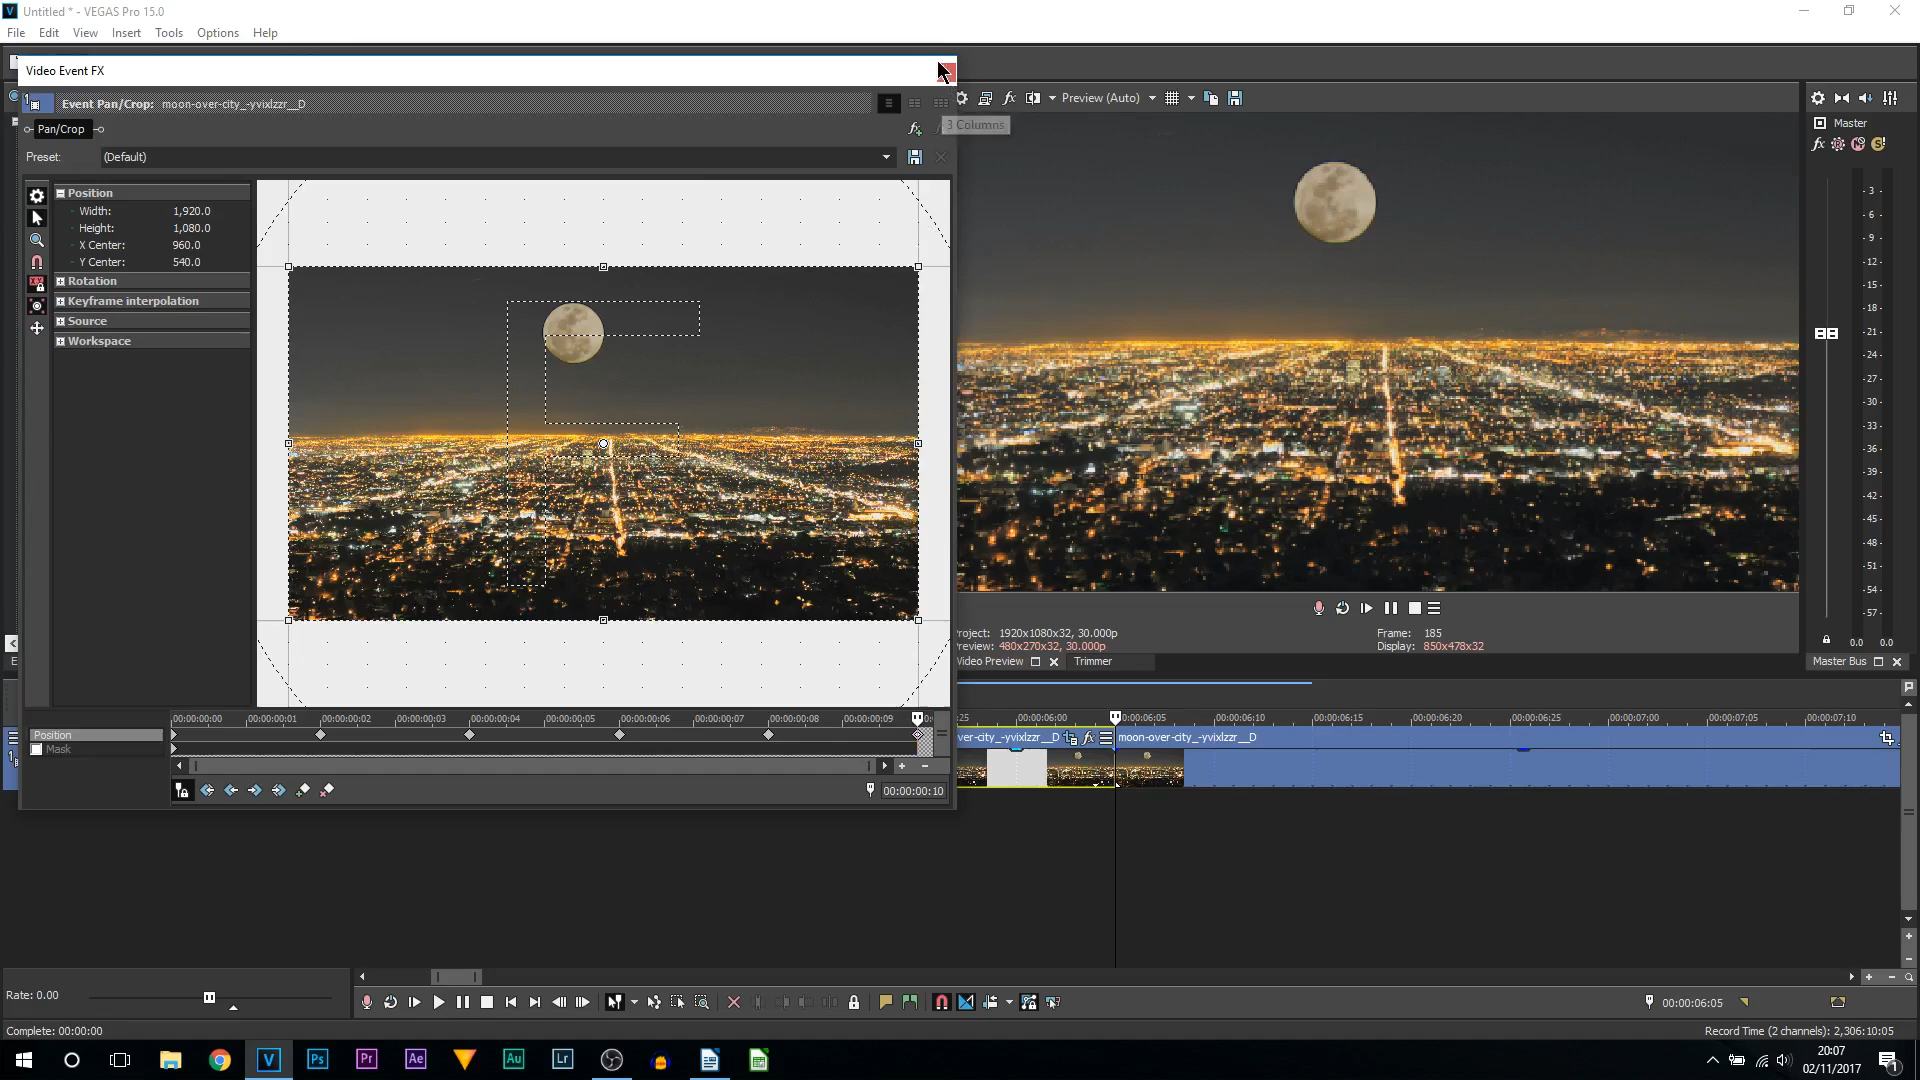 Untitled * - VEGAS Pro 15.0
File Edit View Insert Tools Options Help
Video Event FX
Event Pan/Crop: moon-over-city_-yvixlzzr__D
Pan/Crop
3 Columns
Preset: (Default)
Preview (Auto)
Master
Position
Width: 1,920.0
Height: 1,080.0
X Center: 960.0
Y Center: 540.0
Rotation
Keyframe interpolation
Source
Workspace
- 3 -
- 6 -
- 9 -
- 12 -
- 15 -
- 18 -
- 21 -
- 24 -
- 27 -
- 30 -
- 33 -
- 36 -
- 39 -
- 42 -
- 45 -
- 48 -
- 51 -
- 54 -
- 57 -
0.0 0.0
roject: 1920x1080x32, 30.000p
Frame: 185
review: 480x270x32, 30.000p
Display: 850x478x32
Video Preview Trimmer
Master Bus
00:00:00:00 00:00:00:01 00:00:00:02 00:00:00:03 00:00:00:04 00:00:00:05 00:00:00:06 00:00:00:07 00:00:00:08 00:00:00:09
Position
Mask
00:00:00:10
:25 00:00:06:00 00:00:06:05 00:00:06:10 00:00:06:15 00:00:06:20 00:00:06:25 00:00:07:00 00:00:07:05 00:00:07:10
ver-city_-yvixlzzr__D fx moon-over-city_-yvixlzzr__D
Rate: 0.00
00:00:06:05
Complete: 00:00:00
Record Time (2 channels): 2,306:10:05
V Ps Pr Ae Au Lr
20:07
02/11/2017
1